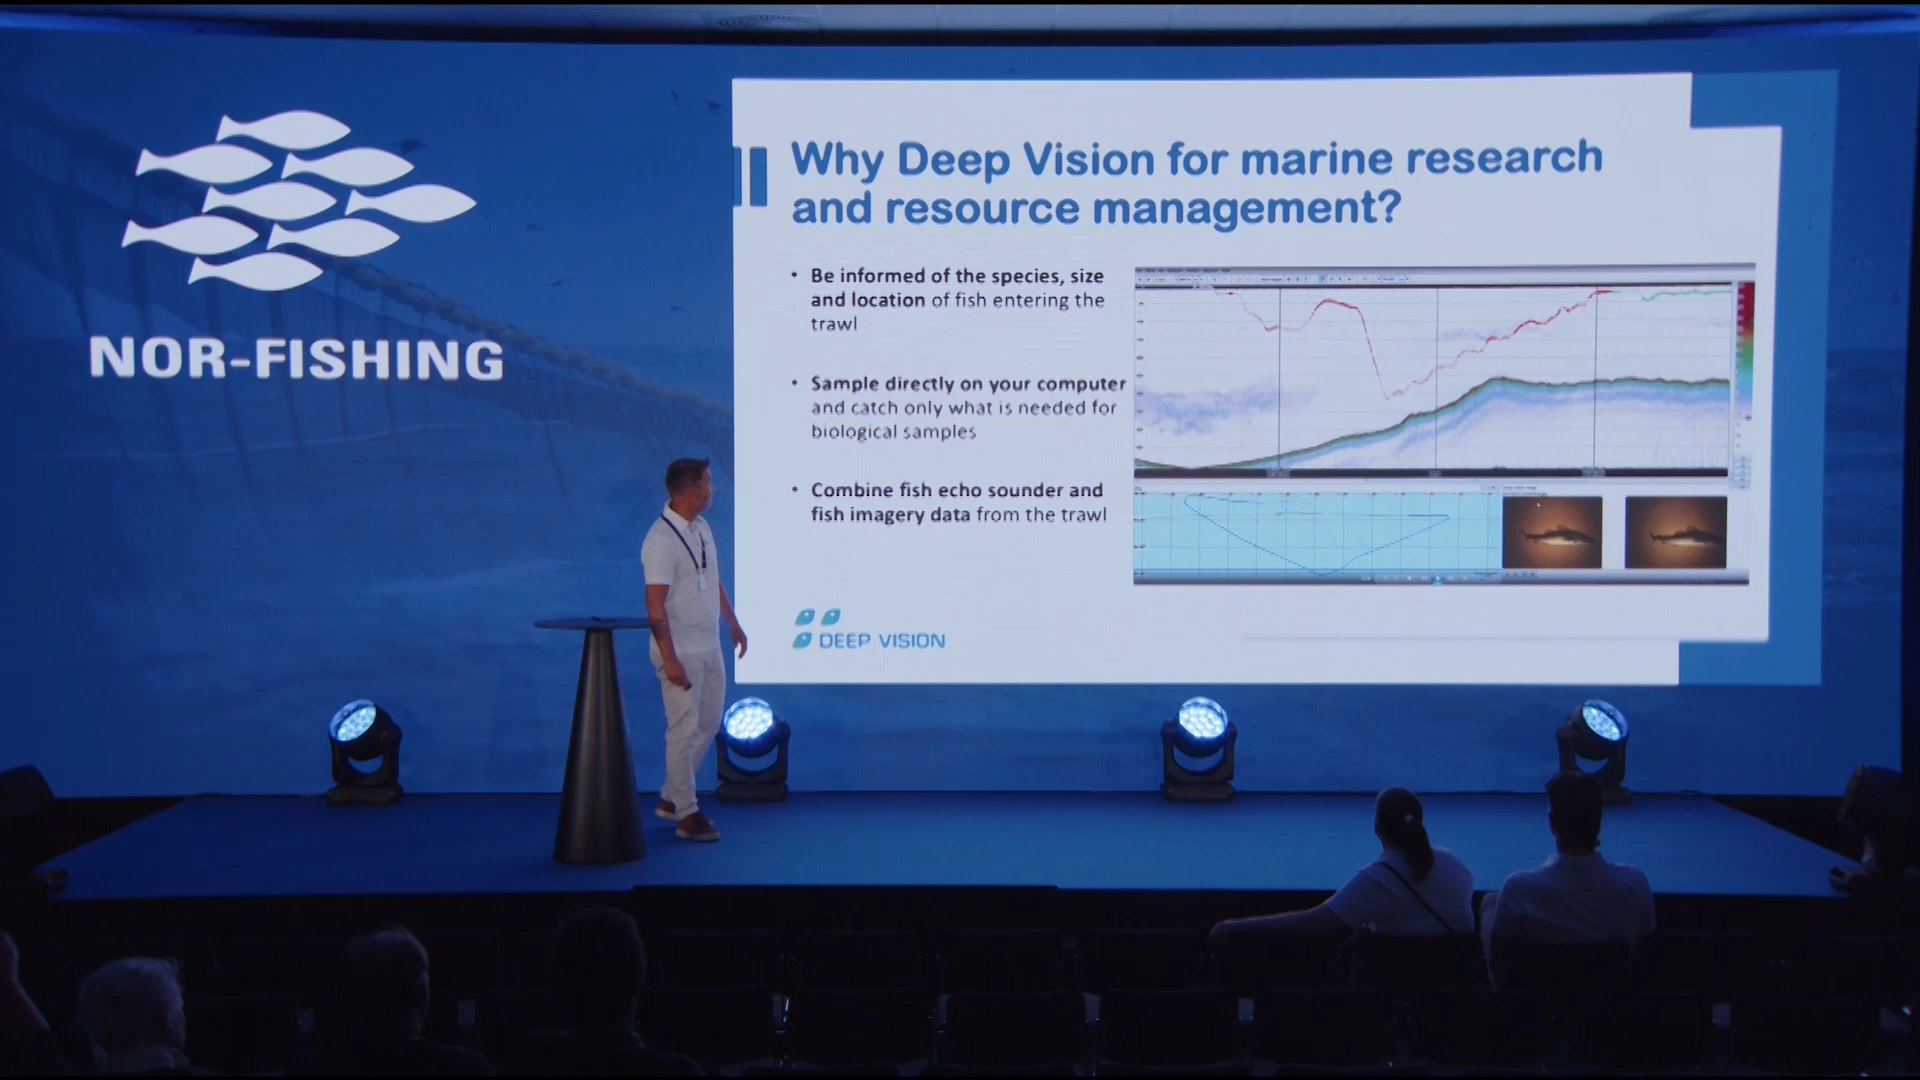 NOR-FISHING
Why Deep Vision for marine research
and resource management?
• Be informed of the species, size
and location of fish entering the
trawl
• Sample directly on your computer
and catch only what is needed for
biological samples
• Combine fish echo sounder and
fish imagery data from the trawl
DEEP VISION